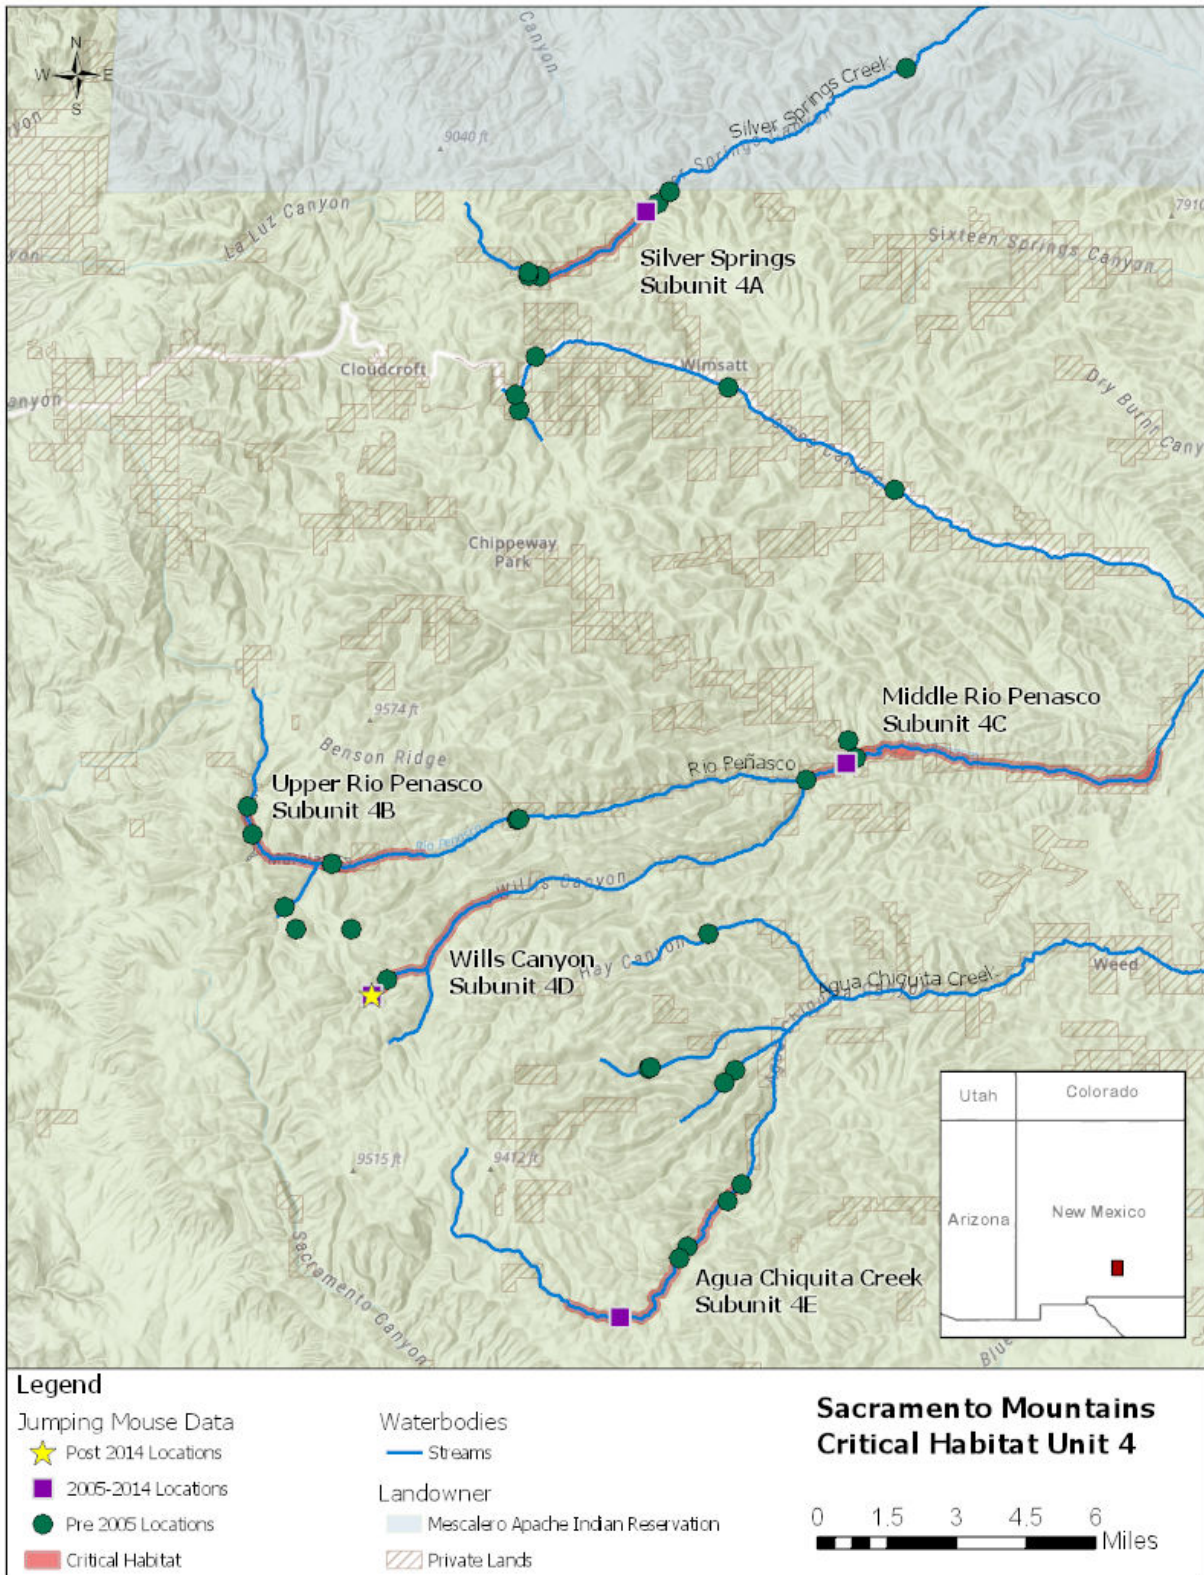 N
W E
S
Canyon
Silver Springs Creek
Springs Canyon
9040 ft
7910
La Luz Canyon
Sixteen Springs Canyon
Silver Springs
Subunit 4A
Cloudcroft
Wimsatt
anyon
Dry Burnt Cany
Chippeway
Park
Middle Rio Penasco
Subunit 4C
9574 ft
Benson Ridge
Rio Peñasco
Upper Rio Penasco
Subunit 4B
Rio Penasco
Willis Canyon
Wills Canyon
Subunit 4D
Hay Canyon
Agua Chiquita Creek
Weed
Utah
Colorado
9515 ft
9412 ft
Arizona
New Mexico
Sacramento Canyon
Agua Chiquita Creek
Subunit 4E
Blue
Legend
Jumping Mouse Data
Post 2014 Locations
2005-2014 Locations
Pre 2005 Locations
Critical Habitat
Waterbodies
Streams
Landowner
Mescalero Apache Indian Reservation
Private Lands
Sacramento Mountains
Critical Habitat Unit 4
0 1.5 3 4.5 6
Miles